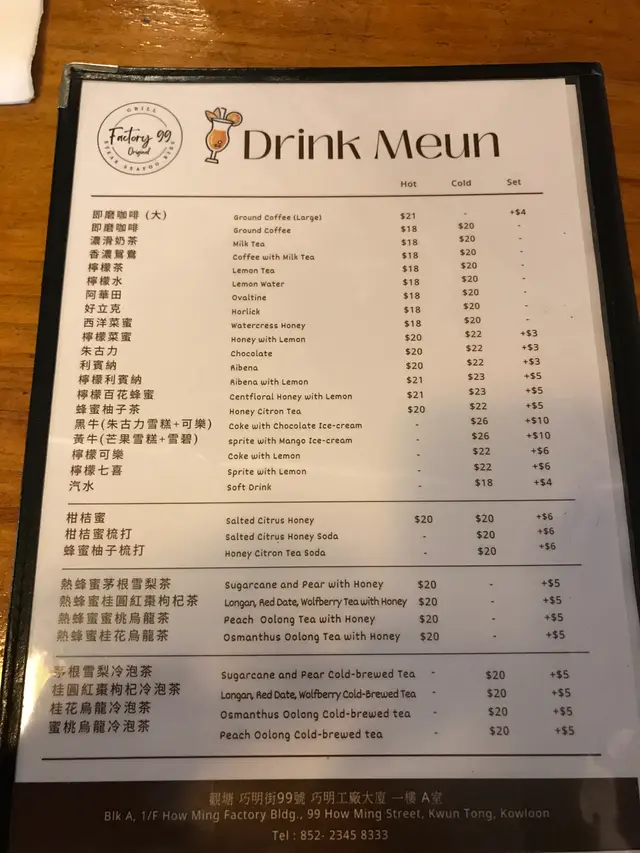 GRILL
Factory 99
Original
Drink Meun
Hot Cold Set
即磨咖啡 (大) Ground Coffee (Large) $21 - +$4
即磨咖啡 Ground Coffee $18 $20 -
濃滑奶茶 Milk Tea $18 $20 -
香濃鴛鴦 Coffee with Milk Tea $18 $20 -
檸檬茶 Lemon Tea $18 $20 -
檸檬水 Lemon Water $18 $20 -
阿華田 Ovaltine $18 $20 -
好立克 Horlick $18 $20 -
西洋菜蜜 Watercress Honey $18 $20 -
檸檬菜蜜 Honey with Lemon $20 $22 +$3
朱古力 Chocolate $20 $22 +$3
利賓納 Ribena $20 $22 +$3
檸檬利賓納 Ribena with Lemon $21 $23 +$5
檸檬百花蜂蜜 Centfloral Honey with Lemon $21 $23 +$5
蜂蜜柚子茶 Honey Citron Tea $20 $22 +$5
黑牛(朱古力雪糕+可樂) Coke with Chocolate Ice-cream - $26 +$10
黃牛(芒果雪糕+雪碧) sprite with Mango Ice-cream - $26 +$10
檸檬可樂 Coke with Lemon - $22 +$6
檸檬七喜 Sprite with Lemon - $22 +$6
汽水 Soft Drink - $18 +$4
柑桔蜜 Salted Citrus Honey $20 $20 +$6
柑桔蜜梳打 Salted Citrus Honey Soda - $20 +$6
蜂蜜柚子梳打 Honey Citron Tea Soda - $20 +$6
熱蜂蜜茅根雪梨茶 Sugarcane and Pear with Honey $20 - +$5
熱蜂蜜桂圓紅棗枸杞茶 Longan, Red Date, Wolfberry Tea with Honey $20 - +$5
熱蜂蜜蜜桃烏龍茶 Peach Oolong Tea with Honey $20 - +$5
熱蜂蜜桂花烏龍茶 Osmanthus Oolong Tea with Honey $20 - +$5
茅根雪梨冷泡茶 Sugarcane and Pear Cold-brewed Tea - $20 +$5
桂圓紅棗枸杞冷泡茶 Longan, Red Date, Wolfberry Cold-Brewed Tea - $20 +$5
桂花烏龍冷泡茶 Osmanthus Oolong Cold-brewed tea - $20 +$5
蜜桃烏龍冷泡茶 Peach Oolong Cold-brewed tea - $20 +$5
觀塘 巧明街99號 巧明工廠大廈 一樓 A室
Blk A, 1/F How Ming Factory Bldg., 99 How Ming Street, Kwun Tong, Kowloon
Tel : 852- 2345 8333